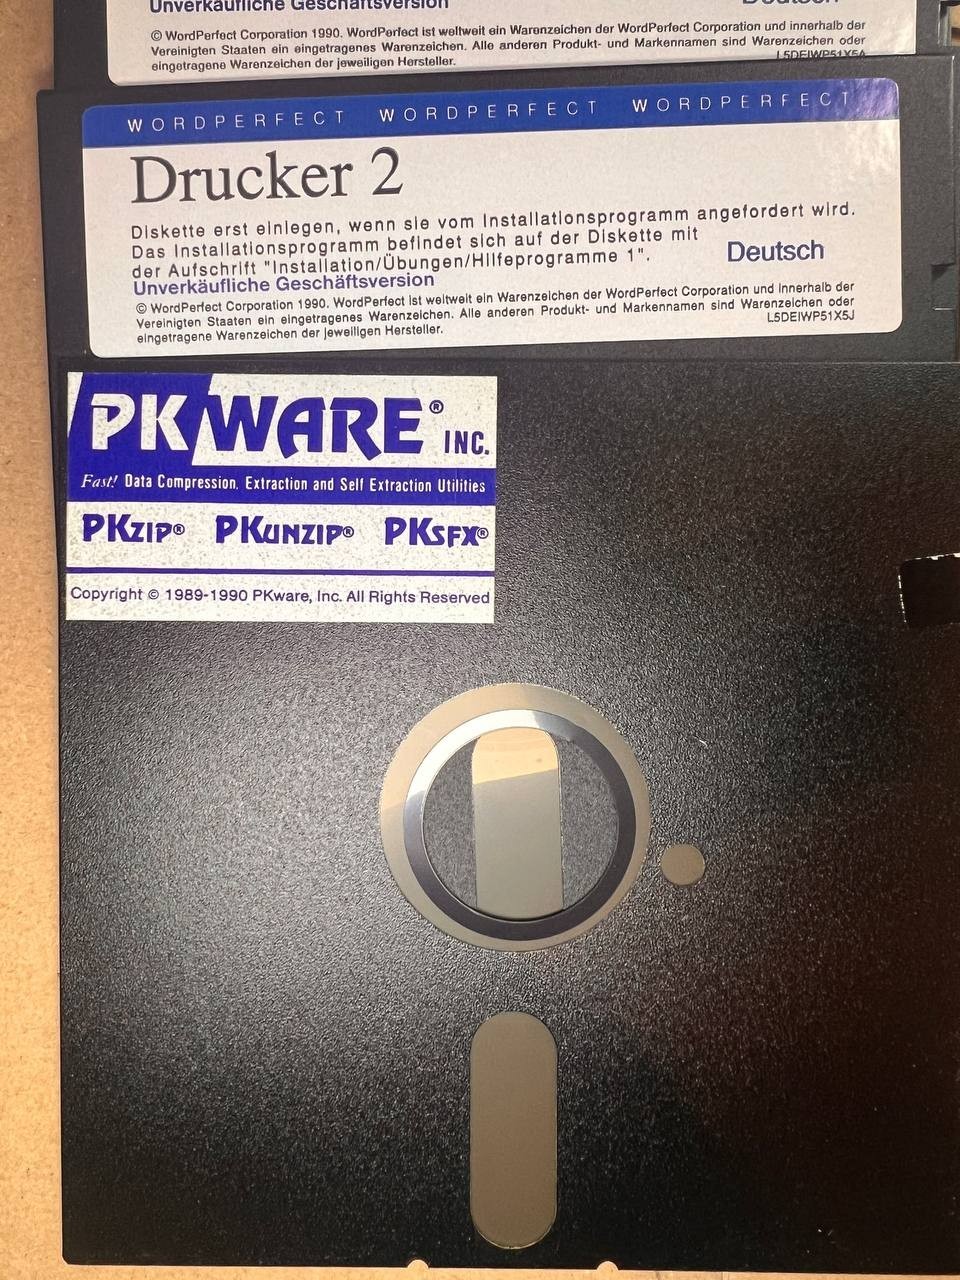 Unverkäufliche Geschäftsversion
Deutsch
© WordPerfect Corporation 1990. WordPerfect ist weltweit ein Warenzeichen der WordPerfect Corporation und innerhalb der
Vereinigten Staaten ein eingetragenes Warenzeichen. Alle anderen Produkt- und Markennamen sind Warenzeichen oder
eingetragene Warenzeichen der jeweiligen Hersteller.
L5DEIWP51X5A
WORDPERFECT WORDPERFECT WORDPERFECT
Drucker 2
Diskette erst einlegen, wenn sie vom Installationsprogramm angefordert wird.
Das Installationsprogramm befindet sich auf der Diskette mit
der Aufschrift "Installation/Übungen/Hilfeprogramme 1".
Deutsch
Unverkäufliche Geschäftsversion
© WordPerfect Corporation 1990. WordPerfect ist weltweit ein Warenzeichen der WordPerfect Corporation und innerhalb der
Vereinigten Staaten ein eingetragenes Warenzeichen. Alle anderen Produkt- und Markennamen sind Warenzeichen oder
eingetragene Warenzeichen der jeweiligen Hersteller.
L5DEIWP51X5J
PKWARE® INC.
Fast! Data Compression, Extraction and Self Extraction Utilities
PKZIP® PKUNZIP® PKSFX®
Copyright © 1989-1990 PKware, Inc. All Rights Reserved